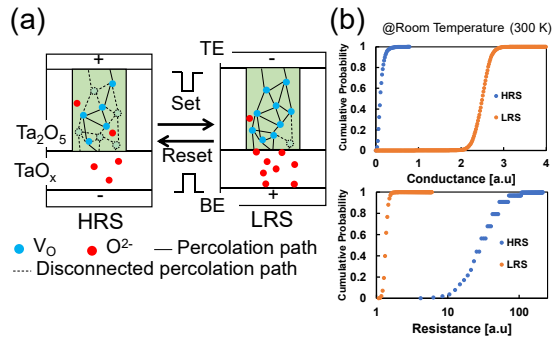 (a)
TE
+
-
Set
Reset
Ta₂O₅
TaOₓ
-
+
BE
HRS
LRS
V_O
O²⁻
Percolation path
Disconnected percolation path
(b)
@Room Temperature (300 K)
Cumulative Probability
1
0.8
0.6
0.4
0.2
0
HRS
LRS
0 1 2 3 4
Conductance [a.u]
Cumulative Probability
1
0.8
0.6
0.4
0.2
0
HRS
LRS
1 10 100
Resistance [a.u]